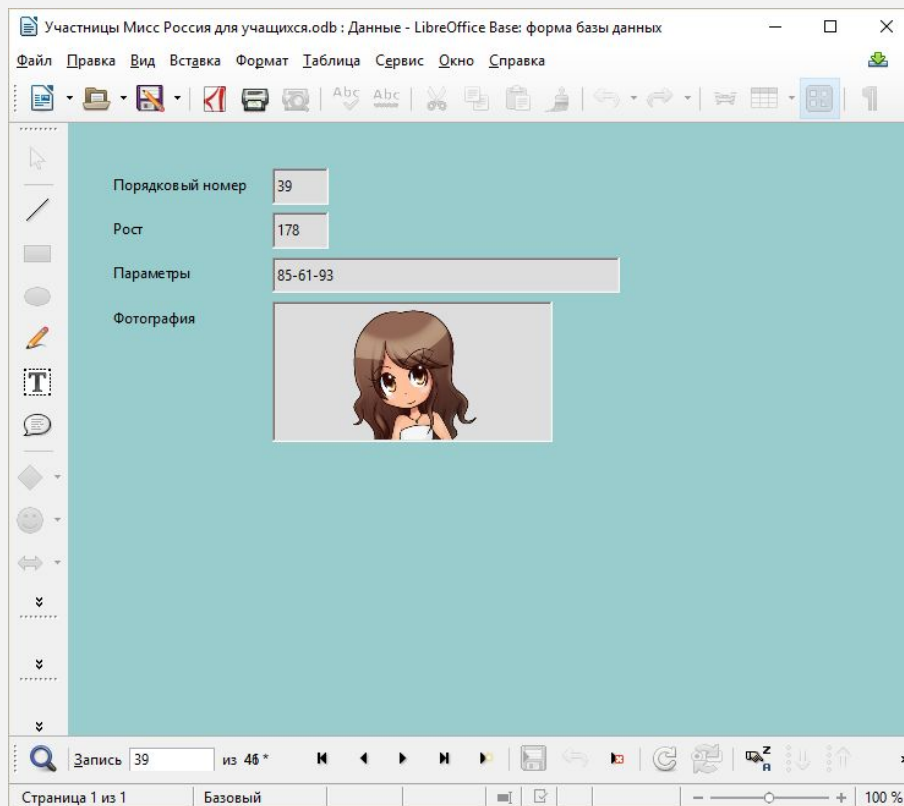 Участницы Мисс Россия для учащихся.odb : Данные - LibreOffice Base: форма базы данных
Файл Правка Вид Вставка Формат Таблица Сервис Окно Справка
Abc Abc
Порядковый номер 39
Рост 178
Параметры 85-61-93
Фотография
T
Запись 39 из * Z A
Страница 1 из 1 Базовый 100 %